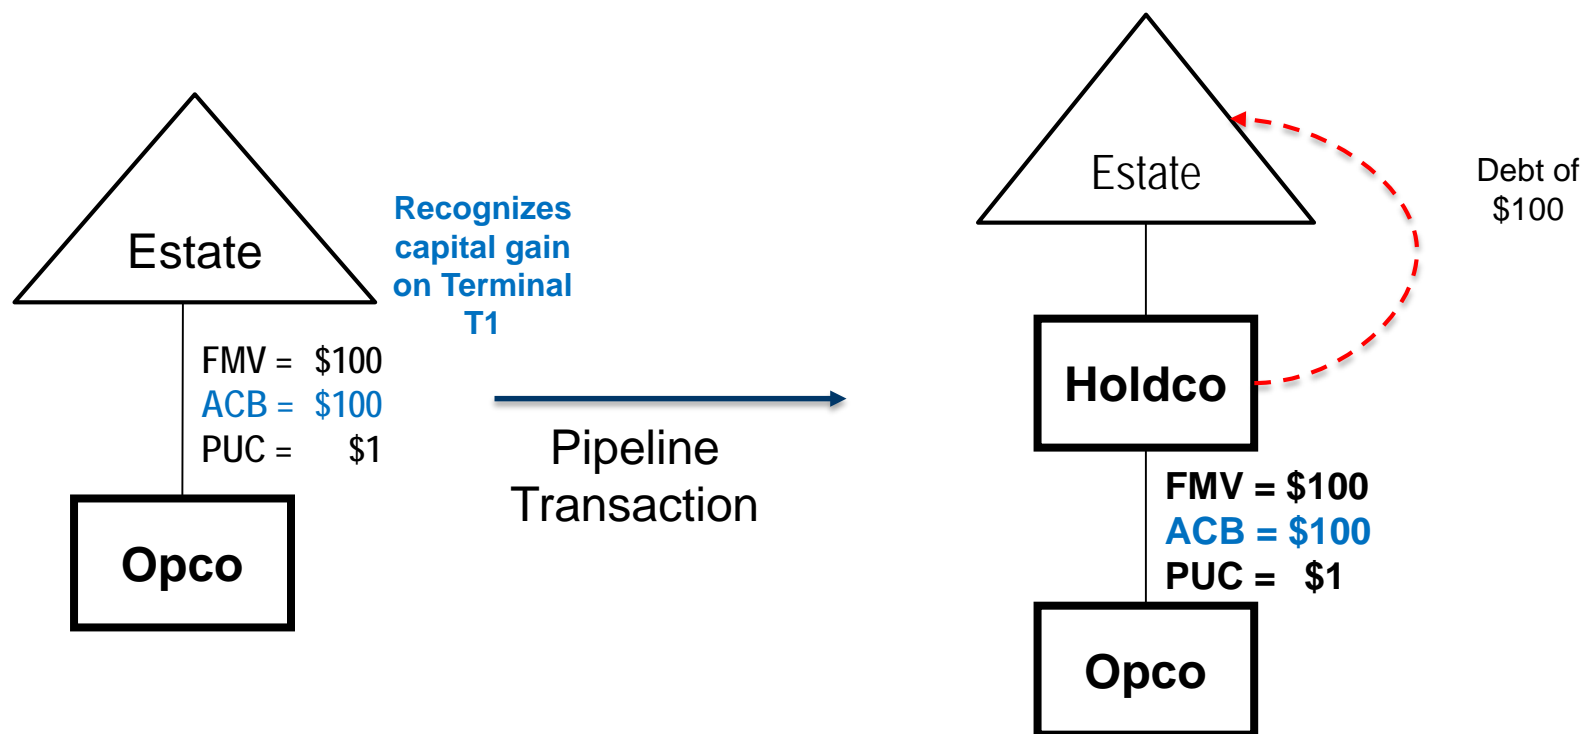 Estate
Recognizes
capital gain
on Terminal
T1
FMV = $100
ACB = $100
PUC = $1
Opco
Pipeline
Transaction
Estate
Debt of
$100
Holdco
FMV = $100
ACB = $100
PUC = $1
Opco